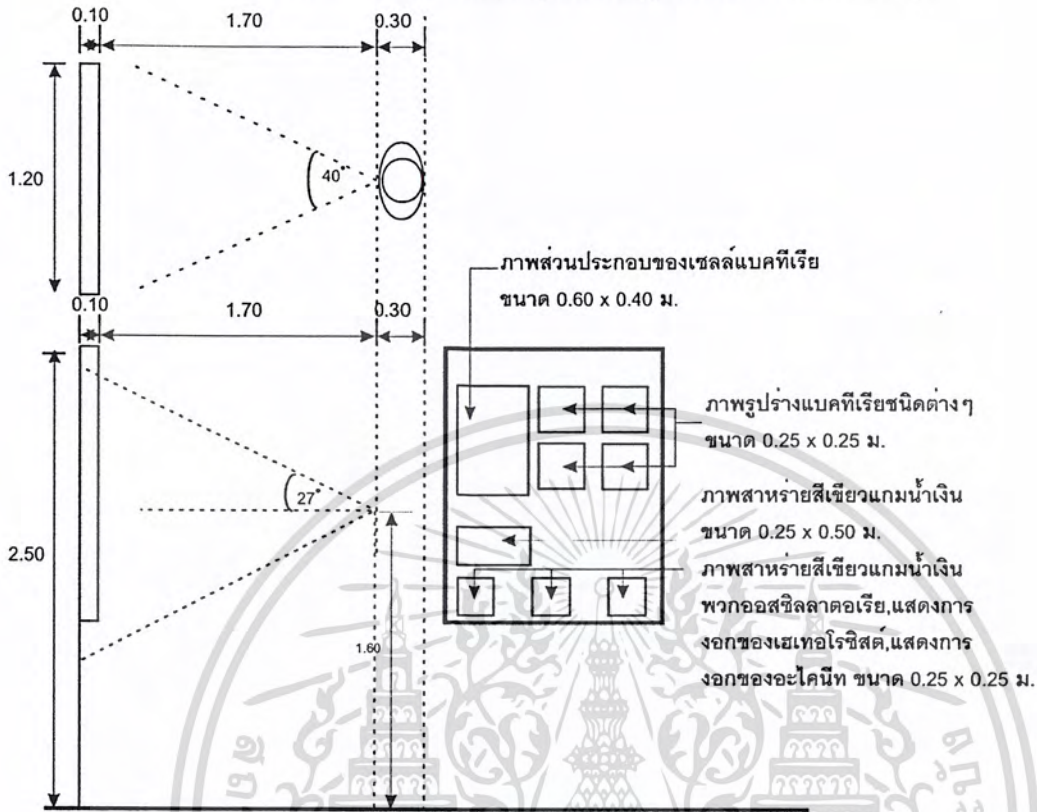 0.10 1.70 0.30
1.20
40°
0.10 1.70 0.30
ภาพส่วนประกอบของเซลล์แบคทีเรีย
ขนาด 0.60 x 0.40 ม.
ภาพรูปร่างแบคทีเรียชนิดต่างๆ
ขนาด 0.25 x 0.25 ม.
27°
ภาพสาหร่ายสีเขียวแกมน้ำเงิน
ขนาด 0.25 x 0.50 ม.
2.50
ภาพสาหร่ายสีเขียวแกมน้ำเงิน
พวกออสซิลลาตอเรีย,แสดงการ
1.60
งอกของเฮเทอโรซิสต์,แสดงการ
งอกของอะไคนีท ขนาด 0.25 x 0.25 ม.